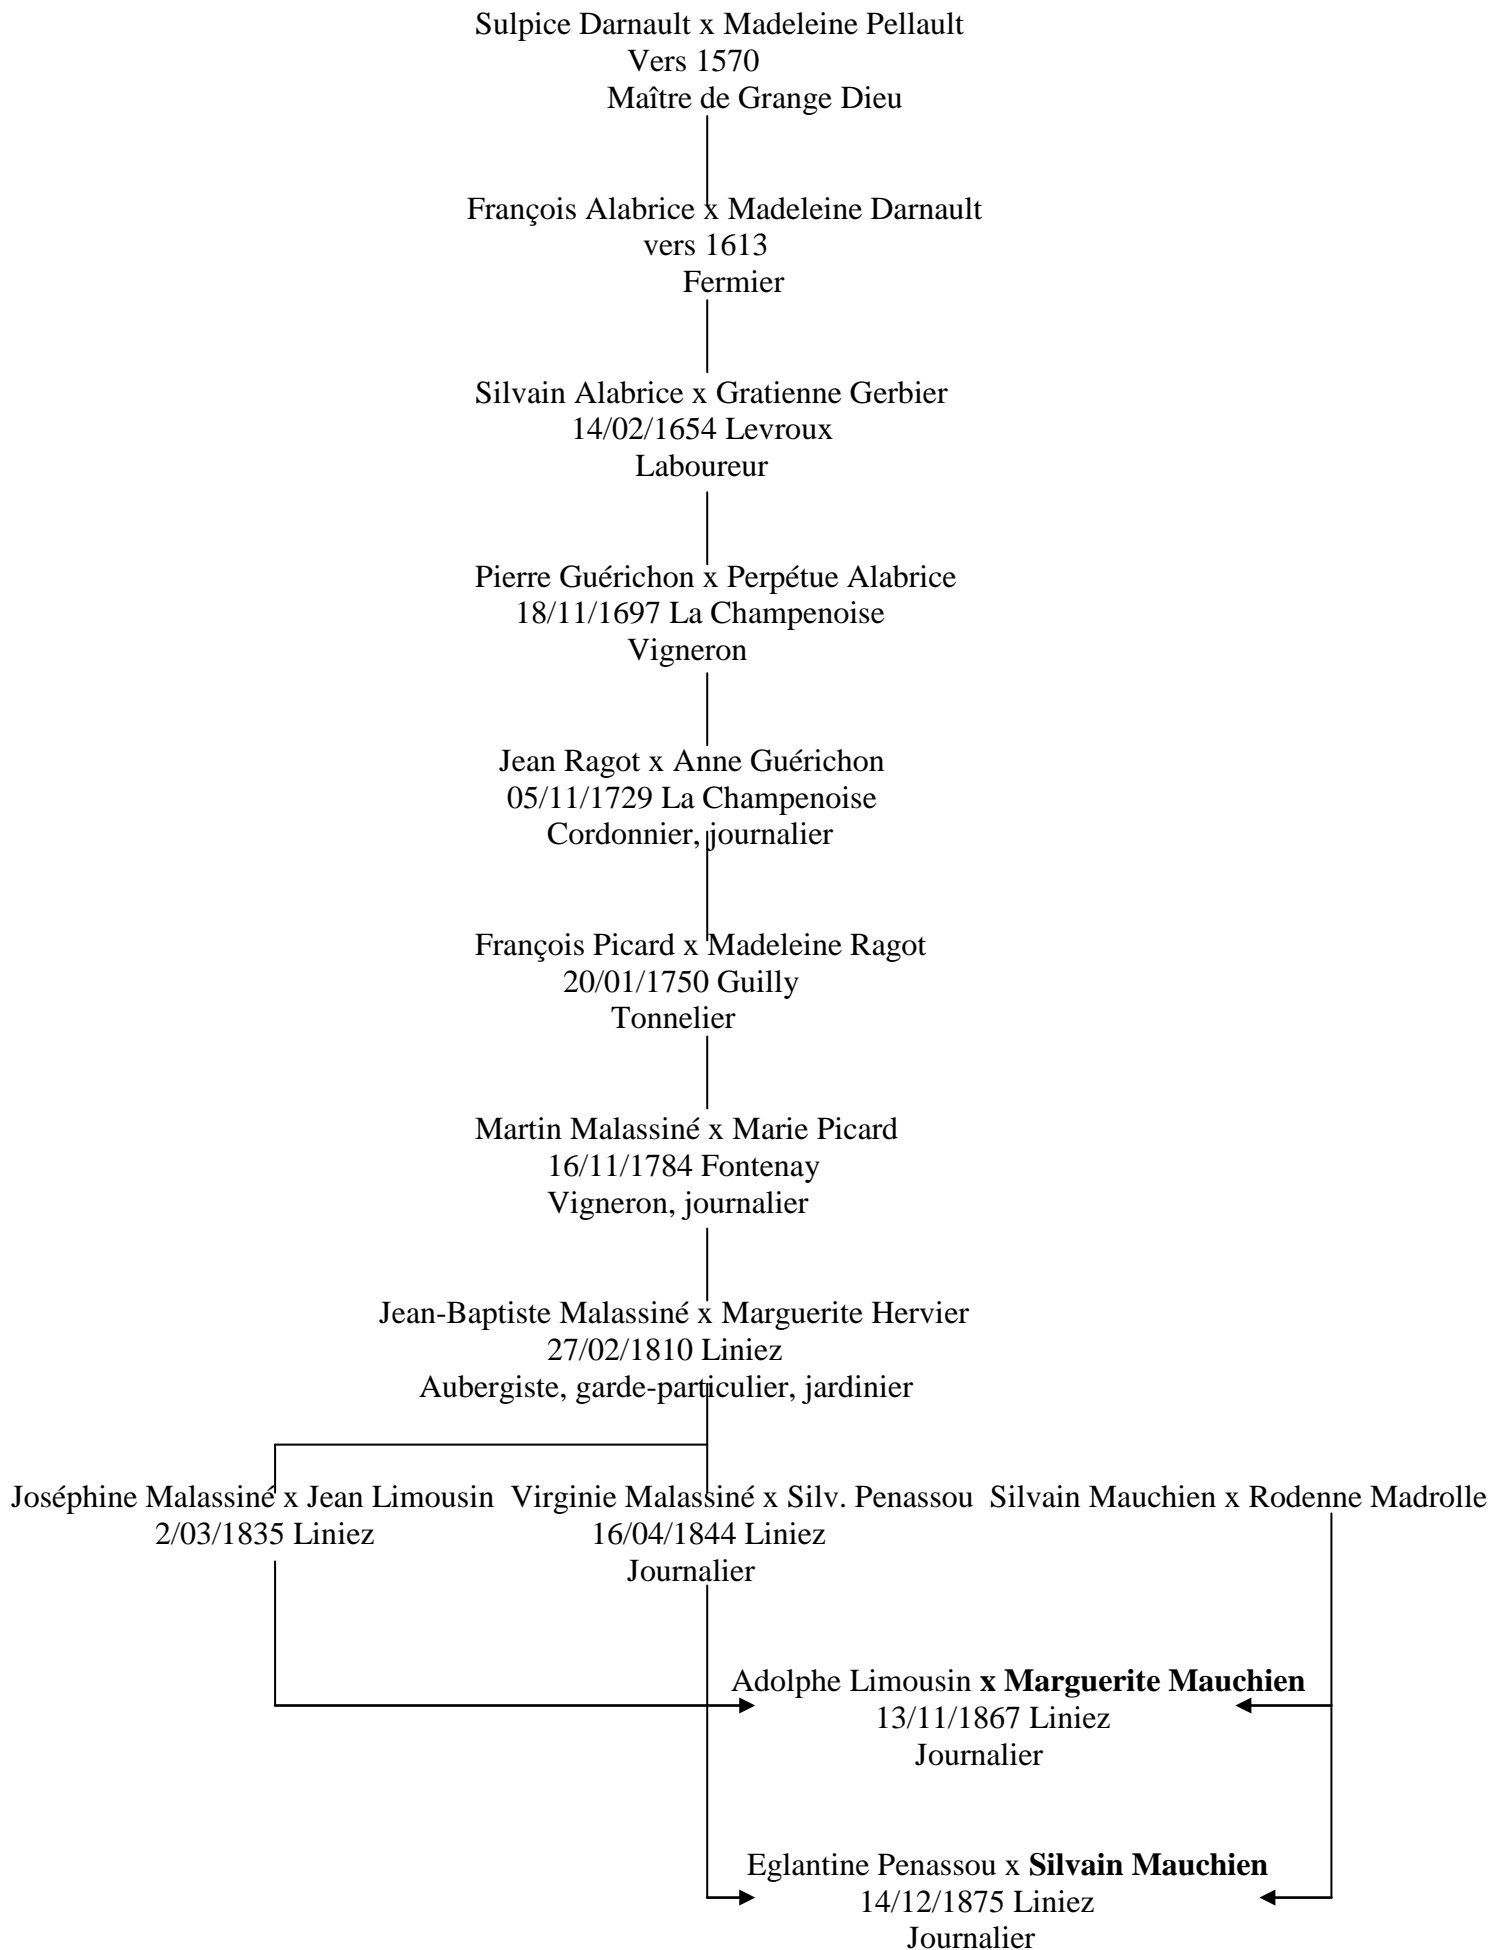 Sulpice Darnault x Madeleine Pellault
Vers 1570
Maître de Grange Dieu
François Alabrice x Madeleine Darnault
vers 1613
Fermier
Silvain Alabrice x Gratienne Gerbier
14/02/1654 Levroux
Laboureur
Pierre Guérichon x Perpétue Alabrice
18/11/1697 La Champenoise
Vigneron
Jean Ragot x Anne Guérichon
05/11/1729 La Champenoise
Cordonnier, journalier
François Picard x Madeleine Ragot
20/01/1750 Guilly
Tonnelier
Martin Malassiné x Marie Picard
16/11/1784 Fontenay
Vigneron, journalier
Jean-Baptiste Malassiné x Marguerite Hervier
27/02/1810 Liniez
Aubergiste, garde-particulier, jardinier
Joséphine Malassiné x Jean Limousin Virginie Malassiné x Silv. Penassou Silvain Mauchien x Rodenne Madrolle
2/03/1835 Liniez 16/04/1844 Liniez
Journalier
Adolphe Limousin x Marguerite Mauchien
13/11/1867 Liniez
Journalier
Eglantine Penassou x Silvain Mauchien
14/12/1875 Liniez
Journalier